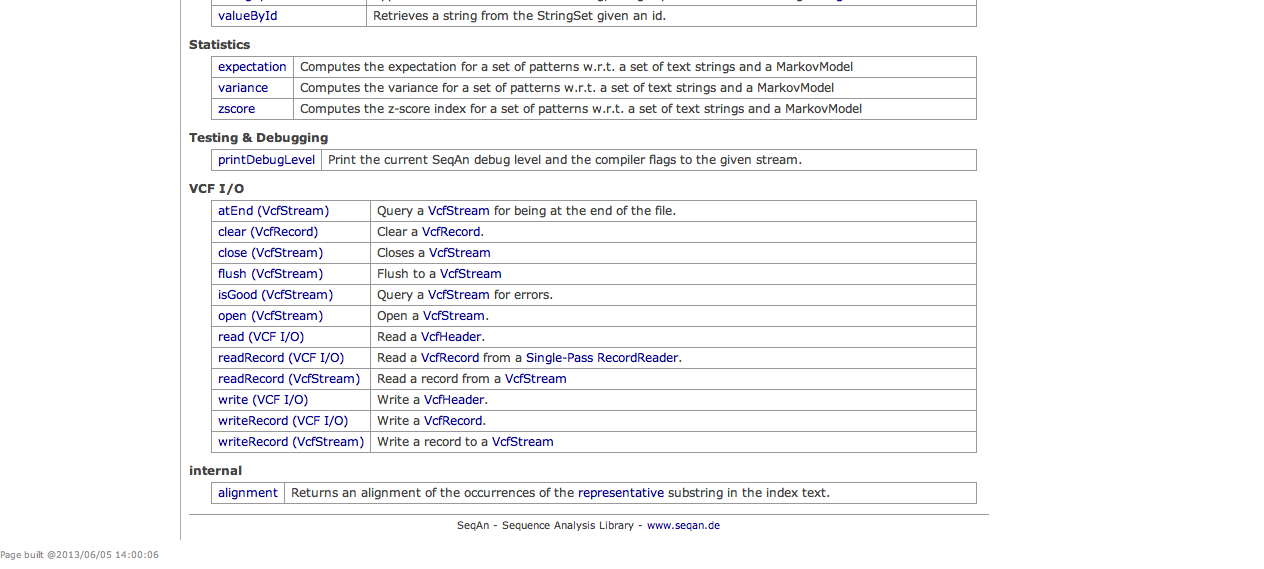 valueById Retrieves a string from the StringSet given an id.
Statistics
expectation Computes the expectation for a set of patterns w.r.t. a set of text strings and a MarkovModel
variance Computes the variance for a set of patterns w.r.t. a set of text strings and a MarkovModel
zscore Computes the z-score index for a set of patterns w.r.t. a set of text strings and a MarkovModel
Testing & Debugging
printDebugLevel Print the current SeqAn debug level and the compiler flags to the given stream.
VCF I/O
atEnd (VcfStream) Query a VcfStream for being at the end of the file.
clear (VcfRecord) Clear a VcfRecord.
close (VcfStream) Closes a VcfStream
flush (VcfStream) Flush to a VcfStream
isGood (VcfStream) Query a VcfStream for errors.
open (VcfStream) Open a VcfStream.
read (VCF I/O) Read a VcfHeader.
readRecord (VCF I/O) Read a VcfRecord from a Single-Pass RecordReader.
readRecord (VcfStream) Read a record from a VcfStream
write (VCF I/O) Write a VcfHeader.
writeRecord (VCF I/O) Write a VcfRecord.
writeRecord (VcfStream) Write a record to a VcfStream
internal
alignment Returns an alignment of the occurrences of the representative substring in the index text.
SeqAn - Sequence Analysis Library - www.seqan.de
Page built @2013/06/05 14:00:06